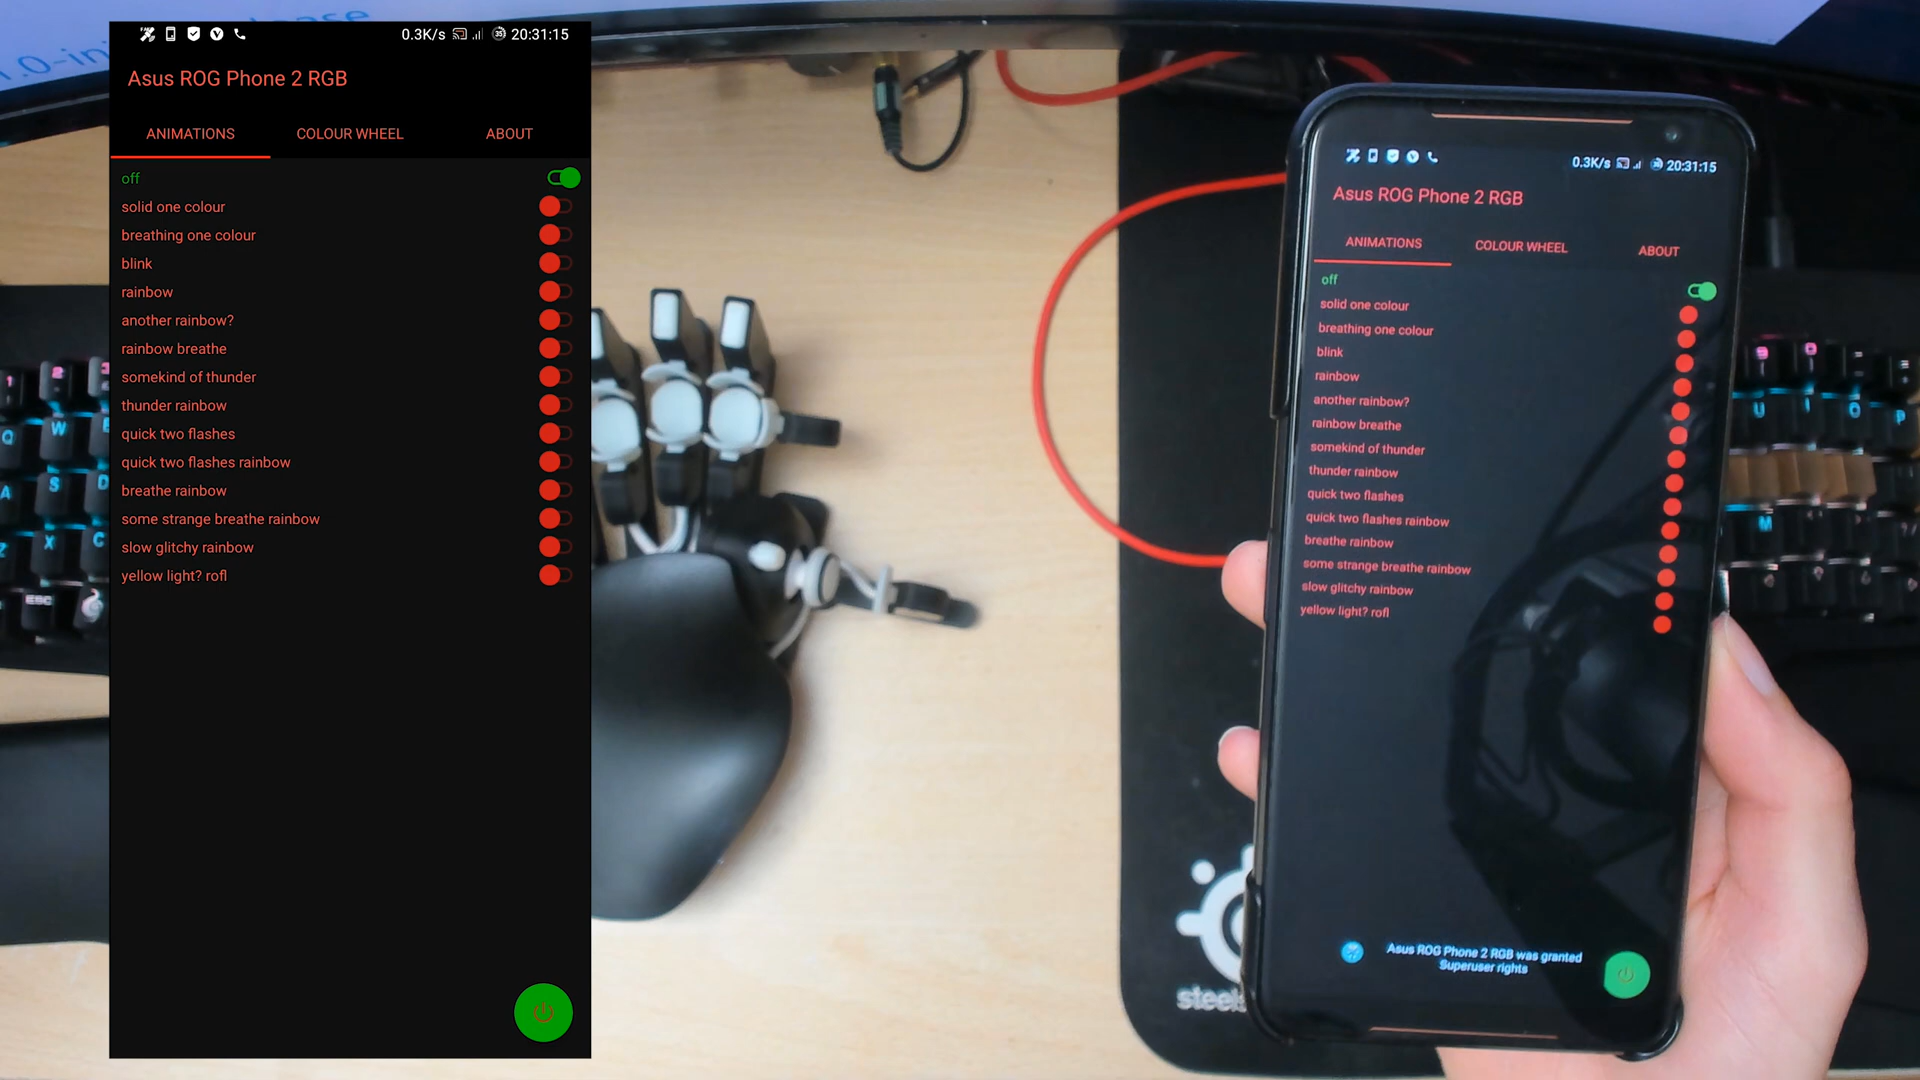 0.3K/s 35 20:31:15
Asus ROG Phone 2 RGB
ANIMATIONS COLOUR WHEEL ABOUT
off
solid one colour
breathing one colour
blink
rainbow
another rainbow?
rainbow breathe
somekind of thunder
thunder rainbow
quick two flashes
quick two flashes rainbow
breathe rainbow
some strange breathe rainbow
slow glitchy rainbow
yellow light? rofl
0.3K/s 20:31:15
Asus ROG Phone 2 RGB
ANIMATIONS COLOUR WHEEL ABOUT
off
solid one colour
breathing one colour
blink
rainbow
another rainbow?
rainbow breathe
somekind of thunder
thunder rainbow
quick two flashes
quick two flashes rainbow
breathe rainbow
some strange breathe rainbow
slow glitchy rainbow
yellow light? rofl
Asus ROG Phone 2 RGB was granted
Superuser rights
Q W
A S D
X C
ESC
U I O P
M